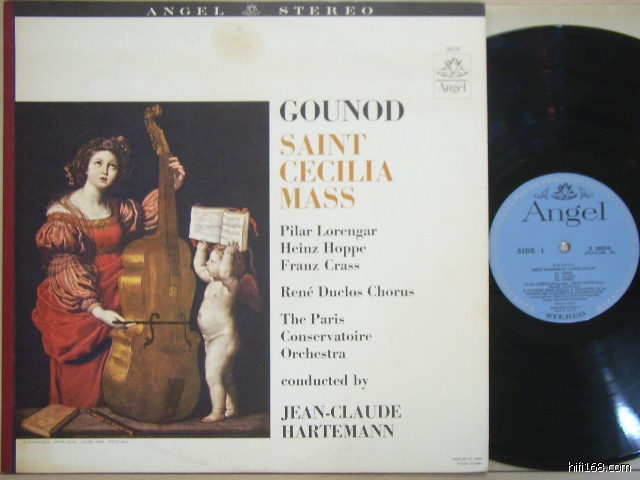 ANGEL STEREO
Angel
GOUNOD
SAINT
CECILIA
MASS
Pilar Lorengar
Heinz Hoppe
Franz Crass
René Duclos Chorus
The Paris
Conservatoire
Orchestra
conducted by
JEAN-CLAUDE
HARTEMANN
Angel
SIDE 1
S. 36214
STEREO
hifi168.com